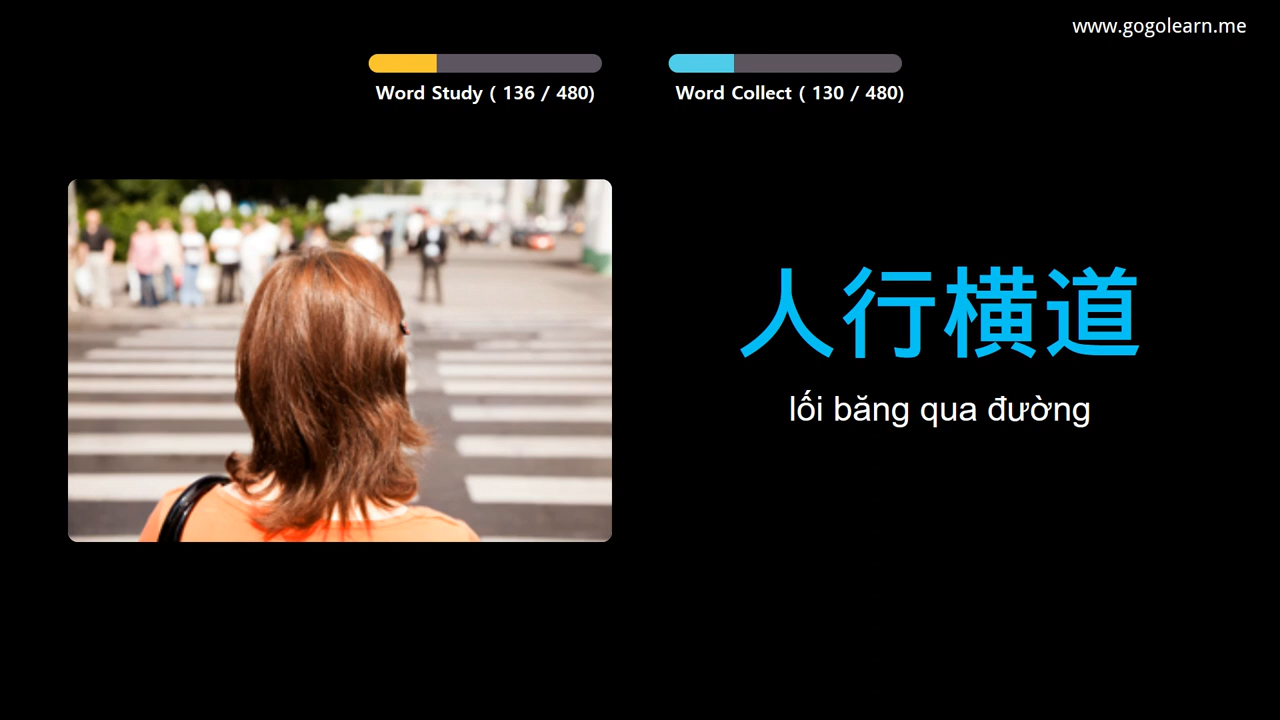 www.gogolearn.me
Word Study ( 136 / 480)
Word Collect ( 130 / 480)
人行横道
lối băng qua đường